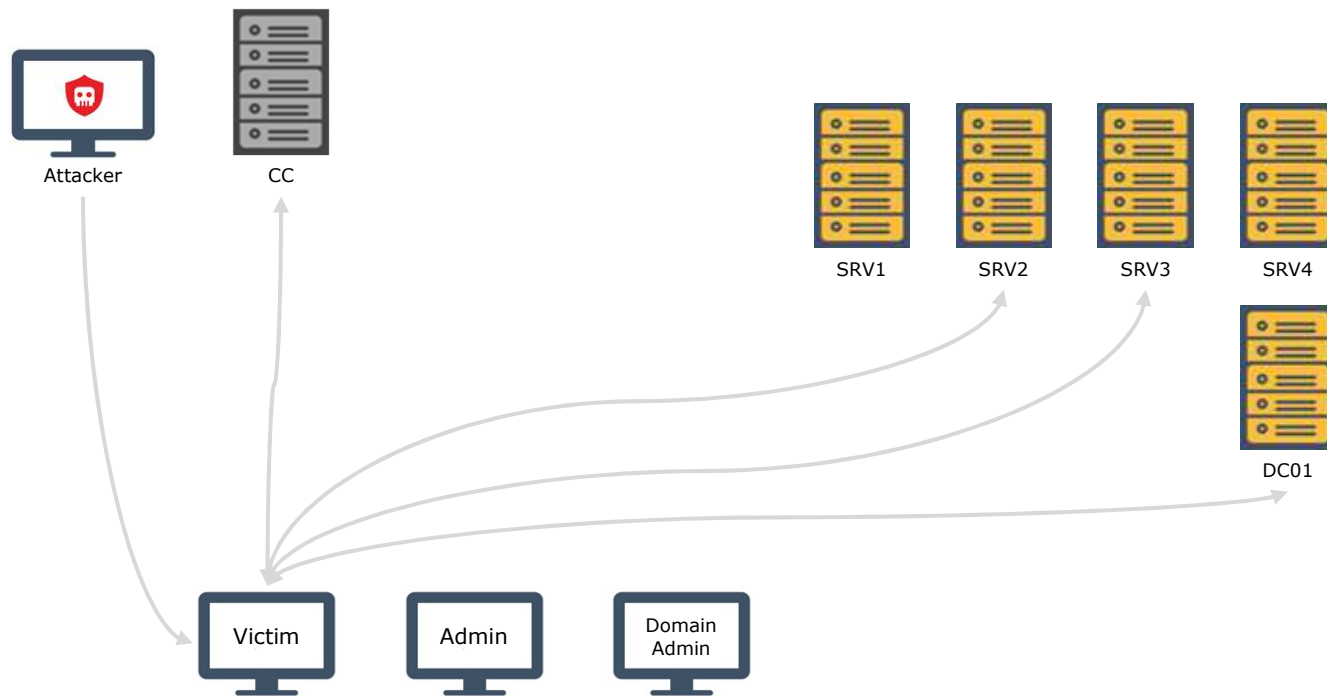 Attacker
CC
SRV1
SRV2
SRV3
SRV4
DC01
Victim
Admin
Domain
Admin